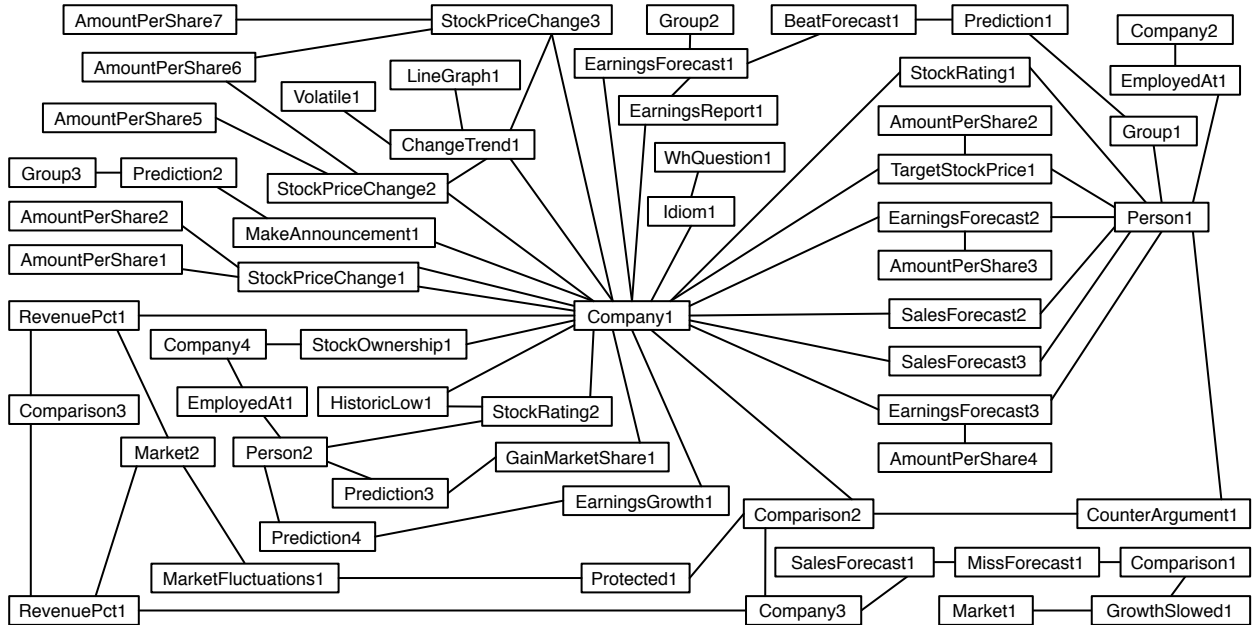 AmountPerShare7
StockPriceChange3
Group2
BeatForecast1
Prediction1
Company2
AmountPerShare6
LineGraph1
EarningsForecast1
StockRating1
EmployedAt1
Volatile1
EarningsReport1
AmountPerShare5
AmountPerShare2
Group1
ChangeTrend1
WhQuestion1
Group3
Prediction2
StockPriceChange2
TargetStockPrice1
AmountPerShare2
MakeAnnouncement1
Idiom1
EarningsForecast2
Person1
AmountPerShare1
StockPriceChange1
AmountPerShare3
RevenuePct1
Company1
SalesForecast2
Company4
StockOwnership1
SalesForecast3
EmployedAt1
HistoricLow1
Comparison3
StockRating2
EarningsForecast3
Market2
Person2
GainMarketShare1
AmountPerShare4
Prediction3
EarningsGrowth1
Comparison2
CounterArgument1
Prediction4
SalesForecast1
MissForecast1
Comparison1
MarketFluctuations1
Protected1
RevenuePct1
Company3
Market1
GrowthSlowed1